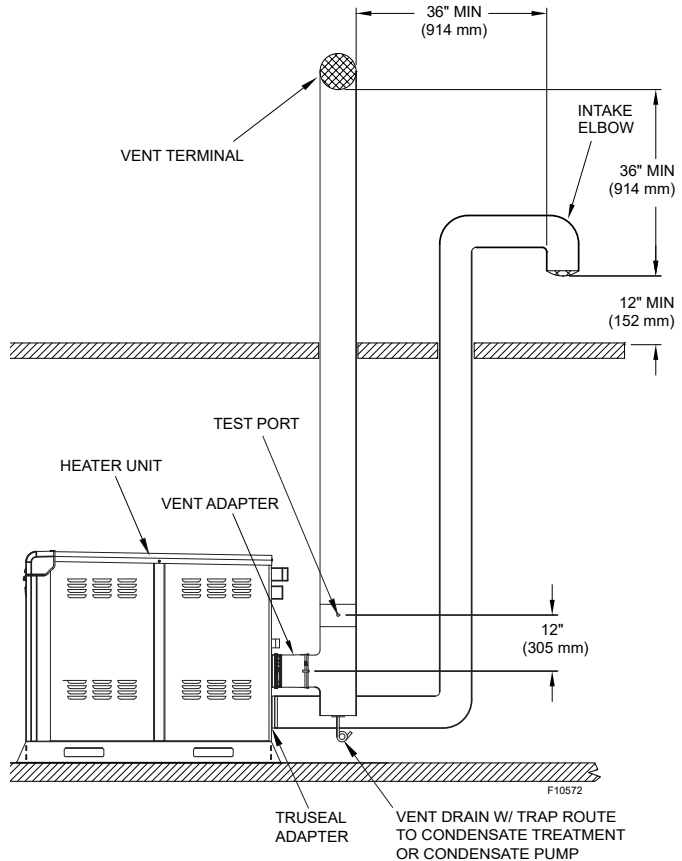 36" MIN
(914 mm)
INTAKE
ELBOW
VENT TERMINAL
36" MIN
(914 mm)
12" MIN
(152 mm)
TEST PORT
HEATER UNIT
VENT ADAPTER
12"
(305 mm)
F10572
TRUSEAL
ADAPTER
VENT DRAIN W/ TRAP ROUTE
TO CONDENSATE TREATMENT
OR CONDENSATE PUMP